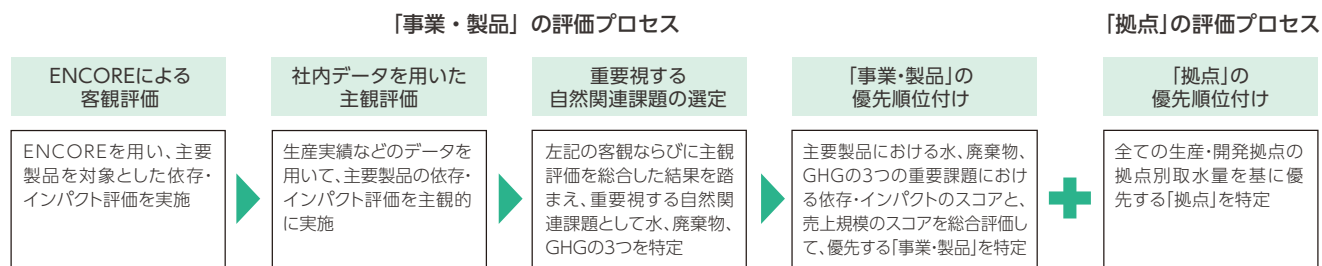 「事業・製品」の評価プロセス
「拠点」の評価プロセス
ENCOREによる
客観評価
ENCOREを用い、主要
製品を対象とした依存・
インパクト評価を実施
社内データを用いた
主観評価
生産実績などのデータを
用いて、主要製品の依存・
インパクト評価を主観的
に実施
重要視する
自然関連課題の選定
左記の客観ならびに主観
評価を総合した結果を踏
まえ、重要視する自然関
連課題として水、廃棄物、
GHGの3つを特定
「事業・製品」の
優先順位付け
主要製品における水、廃棄物、
GHGの3つの重要課題におけ
る依存・インパクトのスコアと、
売上規模のスコアを総合評価し
て、優先する「事業・製品」を特定
「拠点」の
優先順位付け
全ての生産・開発拠点の
拠点別取水量を基に優
先する「拠点」を特定